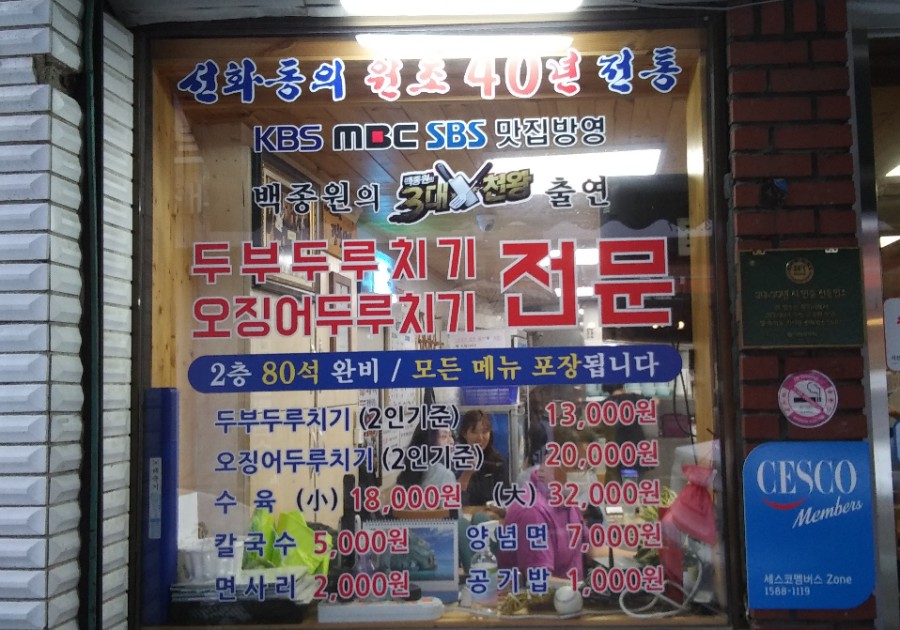 선화동의 원조 40년 전통
KBS MBC SBS 맛집방영
백종원의 백종원의 3대천왕 출연
두부두루치기
오징어두루치기
전문
2층 80석 완비 / 모든 메뉴 포장됩니다
두부두루치기 (2인기준) 13,000원
오징어두루치기 (2인기준) 20,000원
수육 (小) 18,000원 (大) 32,000원
칼국수 5,000원 양념면 7,000원
면사리 2,000원 공기밥 1,000원
CESCO
Members
세스코멤버스 Zone
1588-1119